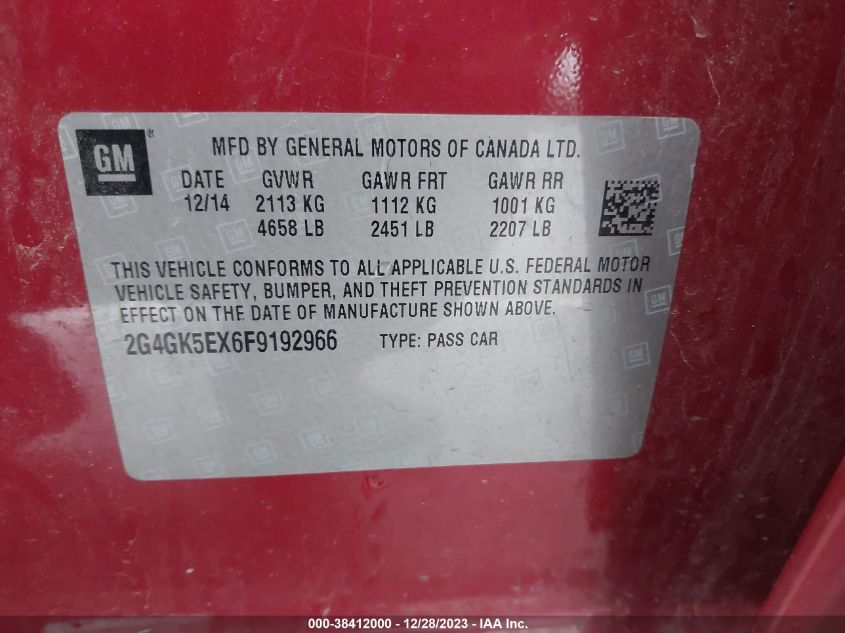 GM ®
MFD BY GENERAL MOTORS OF CANADA LTD.
DATE GVWR GAWR FRT GAWR RR
12/14 2113 KG 1112 KG 1001 KG
4658 LB 2451 LB 2207 LB
THIS VEHICLE CONFORMS TO ALL APPLICABLE U.S. FEDERAL MOTOR
VEHICLE SAFETY, BUMPER, AND THEFT PREVENTION STANDARDS IN
EFFECT ON THE DATE OF MANUFACTURE SHOWN ABOVE.
2G4GK5EX6F9192966 TYPE: PASS CAR
000-38412000 - 12/28/2023 - IAA Inc.